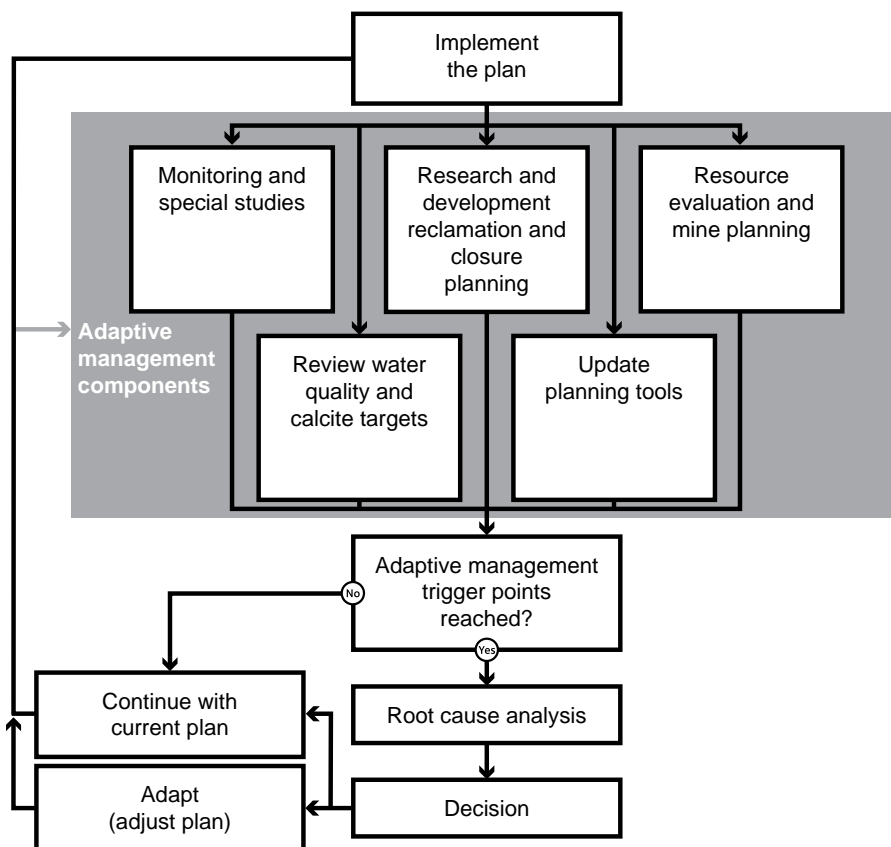 Implement
the plan
Monitoring and
special studies
Research and
development
reclamation and
closure
planning
Resource
evaluation and
mine planning
Adaptive
management
components
Review water
quality and
calcite targets
Update
planning tools
Adaptive management
trigger points
reached?
No
Yes
Continue with
current plan
Root cause analysis
Adapt
(adjust plan)
Decision